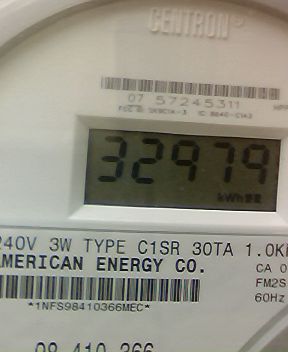 CENTRON®
07 57245311
32979
kWh
240V 3W TYPE C1SR 30TA 1.0K
AMERICAN ENERGY CO.
CA 0
FM2S
*1NFS98410366MEC*
60Hz
98 410 366